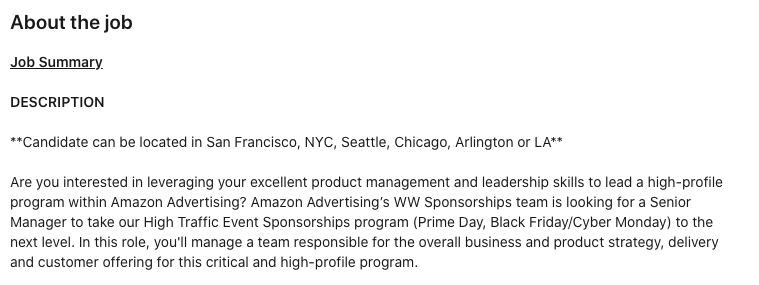 About the job
Job Summary
DESCRIPTION
**Candidate can be located in San Francisco, NYC, Seattle, Chicago, Arlington or LA**
Are you interested in leveraging your excellent product management and leadership skills to lead a high-profile
program within Amazon Advertising? Amazon Advertising’s WW Sponsorships team is looking for a Senior
Manager to take our High Traffic Event Sponsorships program (Prime Day, Black Friday/Cyber Monday) to the
next level. In this role, you'll manage a team responsible for the overall business and product strategy, delivery
and customer offering for this critical and high-profile program.